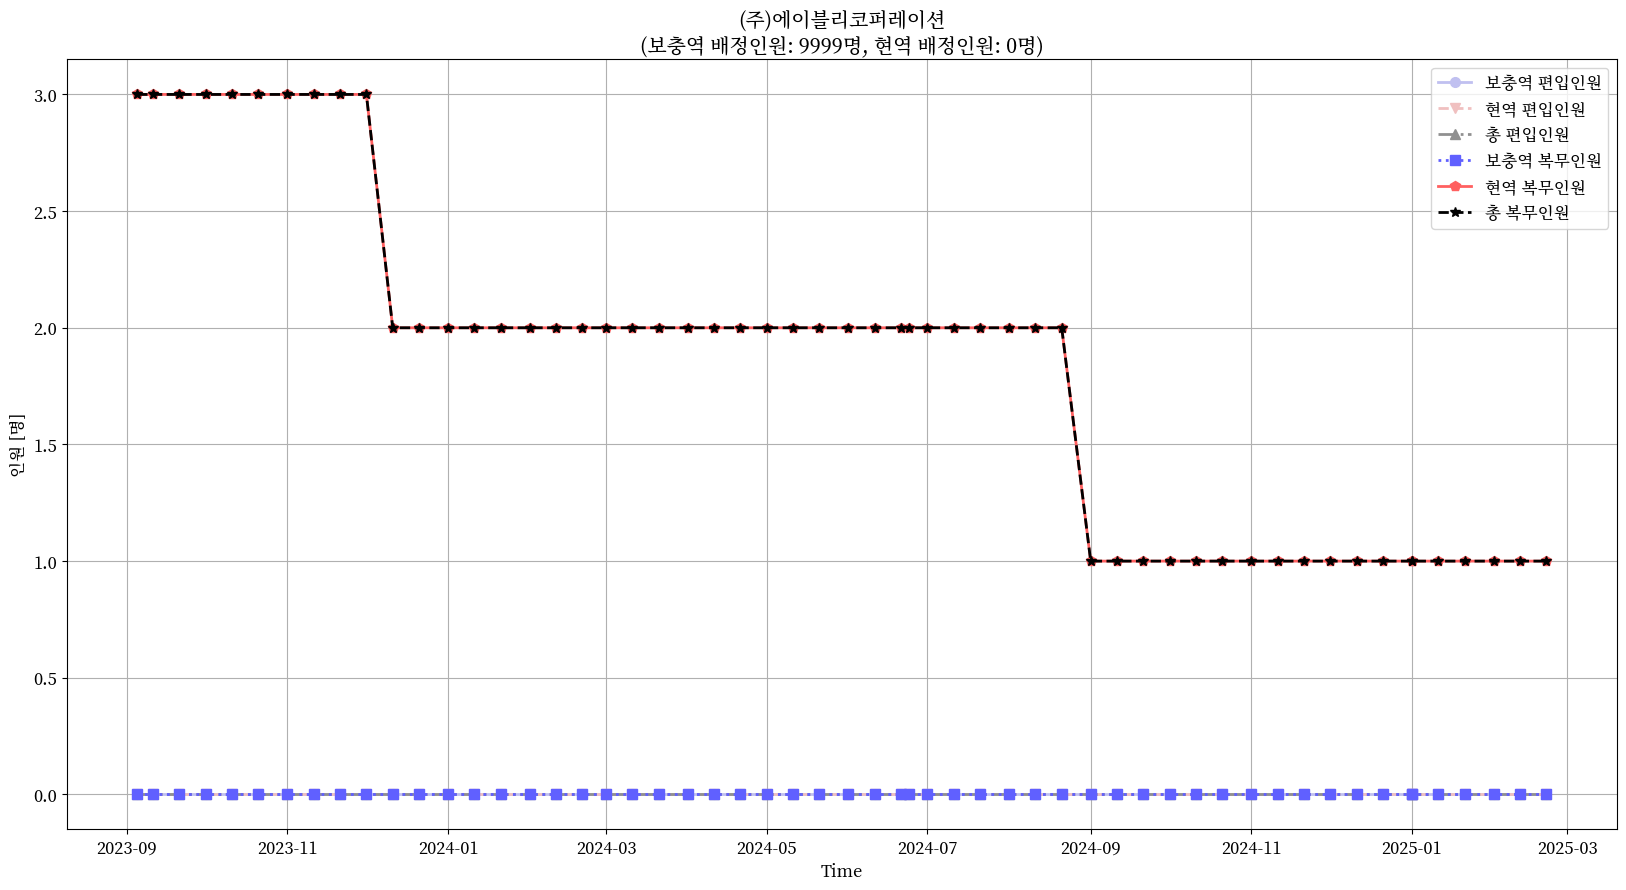 (주)에이블리코퍼레이션
(보충역 배정인원: 9999명, 현역 배정인원: 0명)
보충역 편입인원
현역 편입인원
총 편입인원
보충역 복무인원
현역 복무인원
총 복무인원
인원 [명]
3.0
2.5
2.0
1.5
1.0
0.5
0.0
2023-09 2023-11 2024-01 2024-03 2024-05 2024-07 2024-09 2024-11 2025-01 2025-03
Time